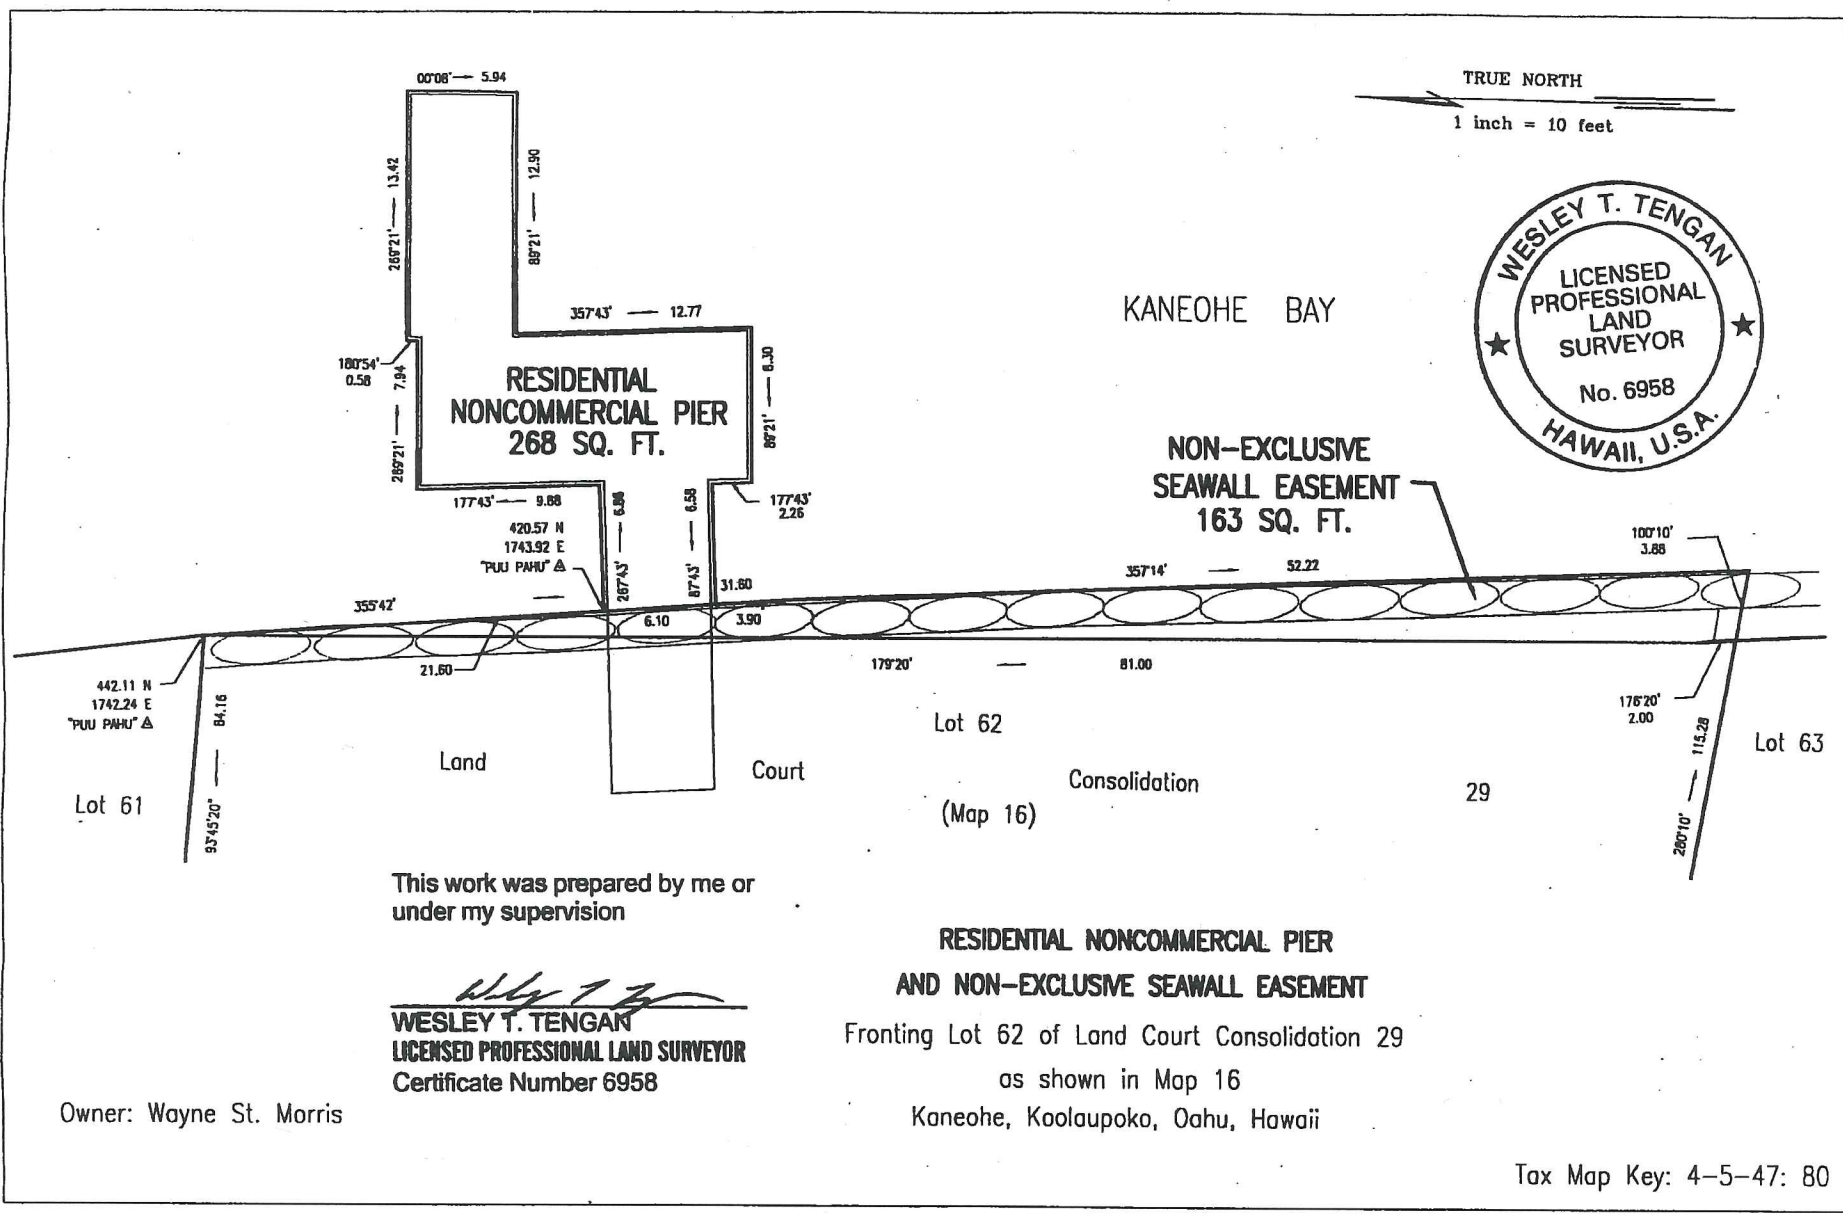 00°08' 5.94
269°21' 13.42
89°21' 12.90
TRUE NORTH
1 inch = 10 feet
WESLEY T. TENGAN
LICENSED
PROFESSIONAL
LAND
SURVEYOR
No. 6958
HAWAII, U.S.A.
KANEOHE BAY
357°43' 12.77
180°54'
0.58
269°21' 7.94
RESIDENTIAL
NONCOMMERCIAL PIER
268 SQ. FT.
89°21' 8.30
177°43' 9.88
177°43'
2.26
267°43' 6.86
87°43' 6.58
420.57 N
1743.92 E
"PUU PAHU" △
NON-EXCLUSIVE
SEAWALL EASEMENT
163 SQ. FT.
100°10'
3.88
357°14' 52.22
31.60
355°42'
6.10
3.90
21.60
179°20' 81.00
442.11 N
1742.24 E
"PUU PAHU" △
93°45'20" 84.16
176°20'
2.00
280°10' 115.28
Lot 61
Lot 62
Lot 63
Land Court Consolidation 29
(Map 16)
This work was prepared by me or
under my supervision
WESLEY T. TENGAN
LICENSED PROFESSIONAL LAND SURVEYOR
Certificate Number 6958
RESIDENTIAL NONCOMMERCIAL PIER
AND NON-EXCLUSIVE SEAWALL EASEMENT
Fronting Lot 62 of Land Court Consolidation 29
as shown in Map 16
Kaneohe, Koolaupoko, Oahu, Hawaii
Owner: Wayne St. Morris
Tax Map Key: 4-5-47: 80